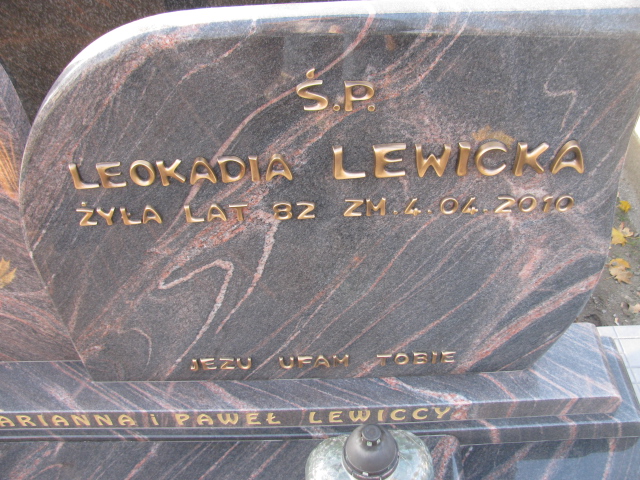 Ś.P.
LEOKADIA LEWICKA
ŻYŁA LAT 82 ZM. 4.04.2010
JEZU UFAM TOBIE
ARIANNA i PAWEŁ LEWICCY